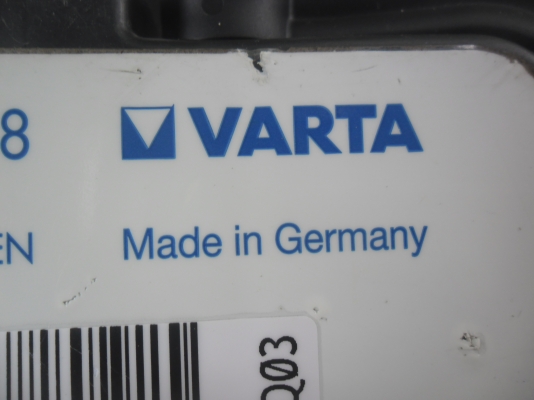 8 VARTA
EN Made in Germany
Q03